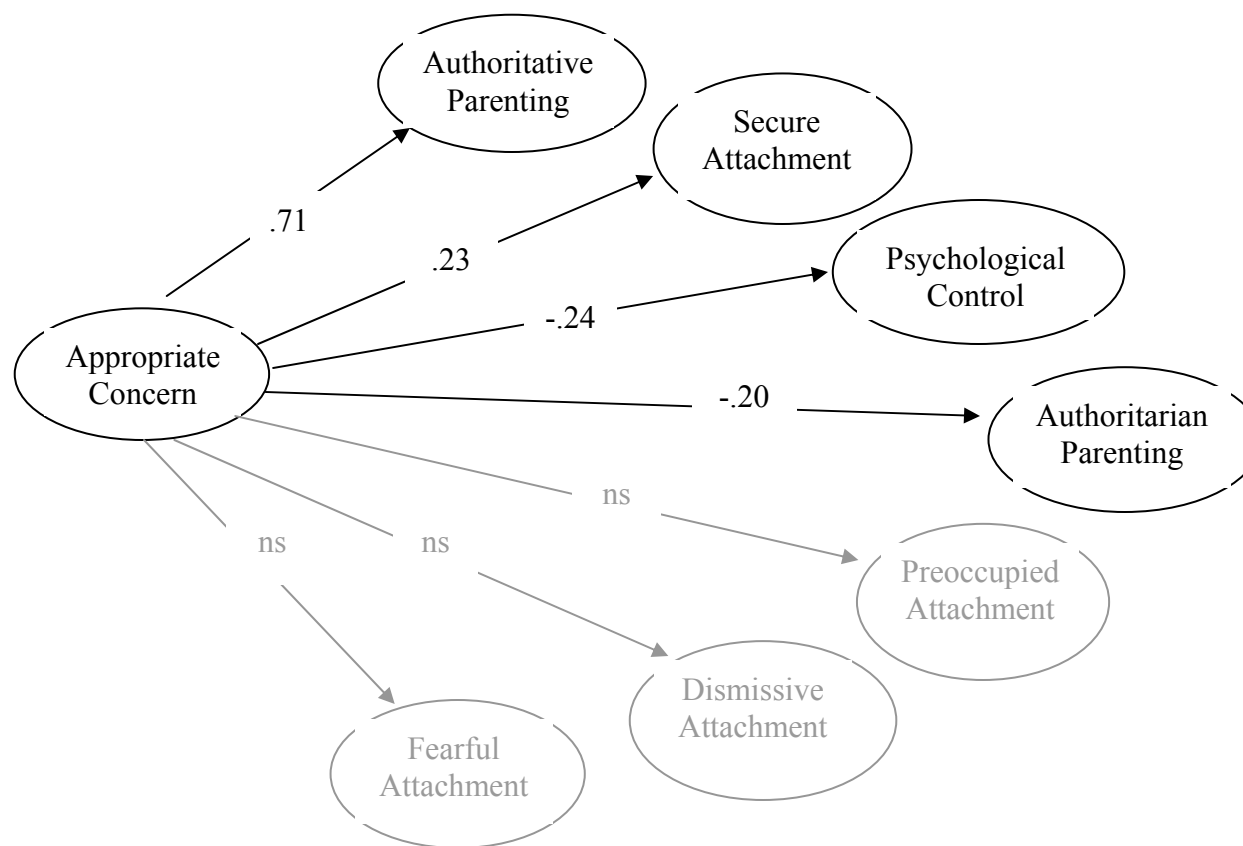 Authoritative
Parenting
Secure
Attachment
.71
.23
Psychological
Control
-.24
Appropriate
Concern
-.20
Authoritarian
Parenting
ns
ns
ns
Preoccupied
Attachment
Dismissive
Attachment
Fearful
Attachment